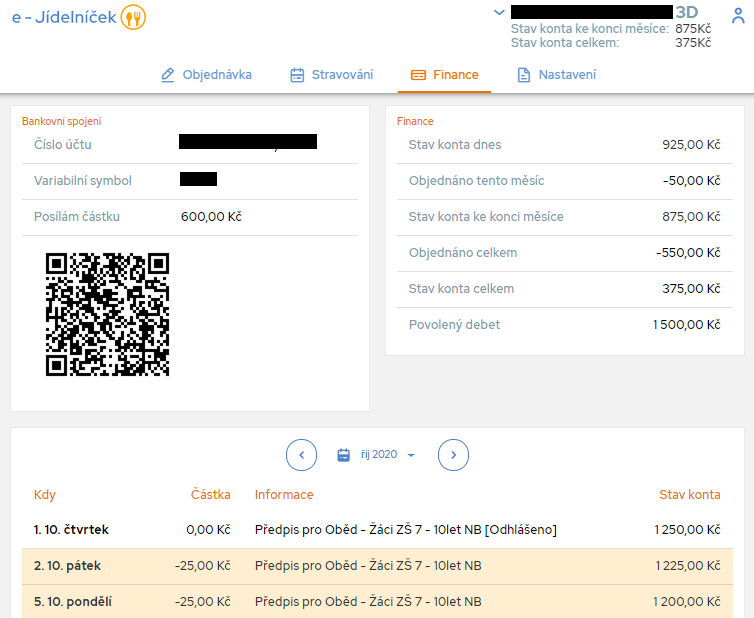 e - Jídelníček
3D
Stav konta ke konci měsíce: 875Kč
Stav konta celkem: 375Kč
Objednávka Stravování Finance Nastavení
Bankovní spojení
Číslo účtu
Variabilní symbol
Posílám částku 600,00 Kč
Finance
Stav konta dnes 925,00 Kč
Objednáno tento měsíc -50,00 Kč
Stav konta ke konci měsíce 875,00 Kč
Objednáno celkem -550,00 Kč
Stav konta celkem 375,00 Kč
Povolený debet 1 500,00 Kč
říj 2020
Kdy Částka Informace Stav konta
1. 10. čtvrtek 0,00 Kč Předpis pro Oběd - Žáci ZŠ 7 - 10let NB [Odhlášeno] 1 250,00 Kč
2. 10. pátek -25,00 Kč Předpis pro Oběd - Žáci ZŠ 7 - 10let NB 1 225,00 Kč
5. 10. pondělí -25,00 Kč Předpis pro Oběd - Žáci ZŠ 7 - 10let NB 1 200,00 Kč